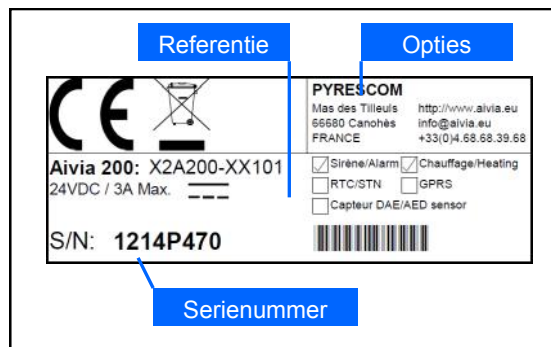 Referentie
Opties
CE
PYRESCOM
Mas des Tilleuls http://www.aivia.eu
66680 Canohès info@aivia.eu
FRANCE +33(0)4.68.68.39.68
Aivia 200: X2A200-XX101
24VDC / 3A Max.
Sirène/Alarm Chauffage/Heating
RTC/STN GPRS
Capteur DAE/AED sensor
S/N: 1214P470
Serienummer